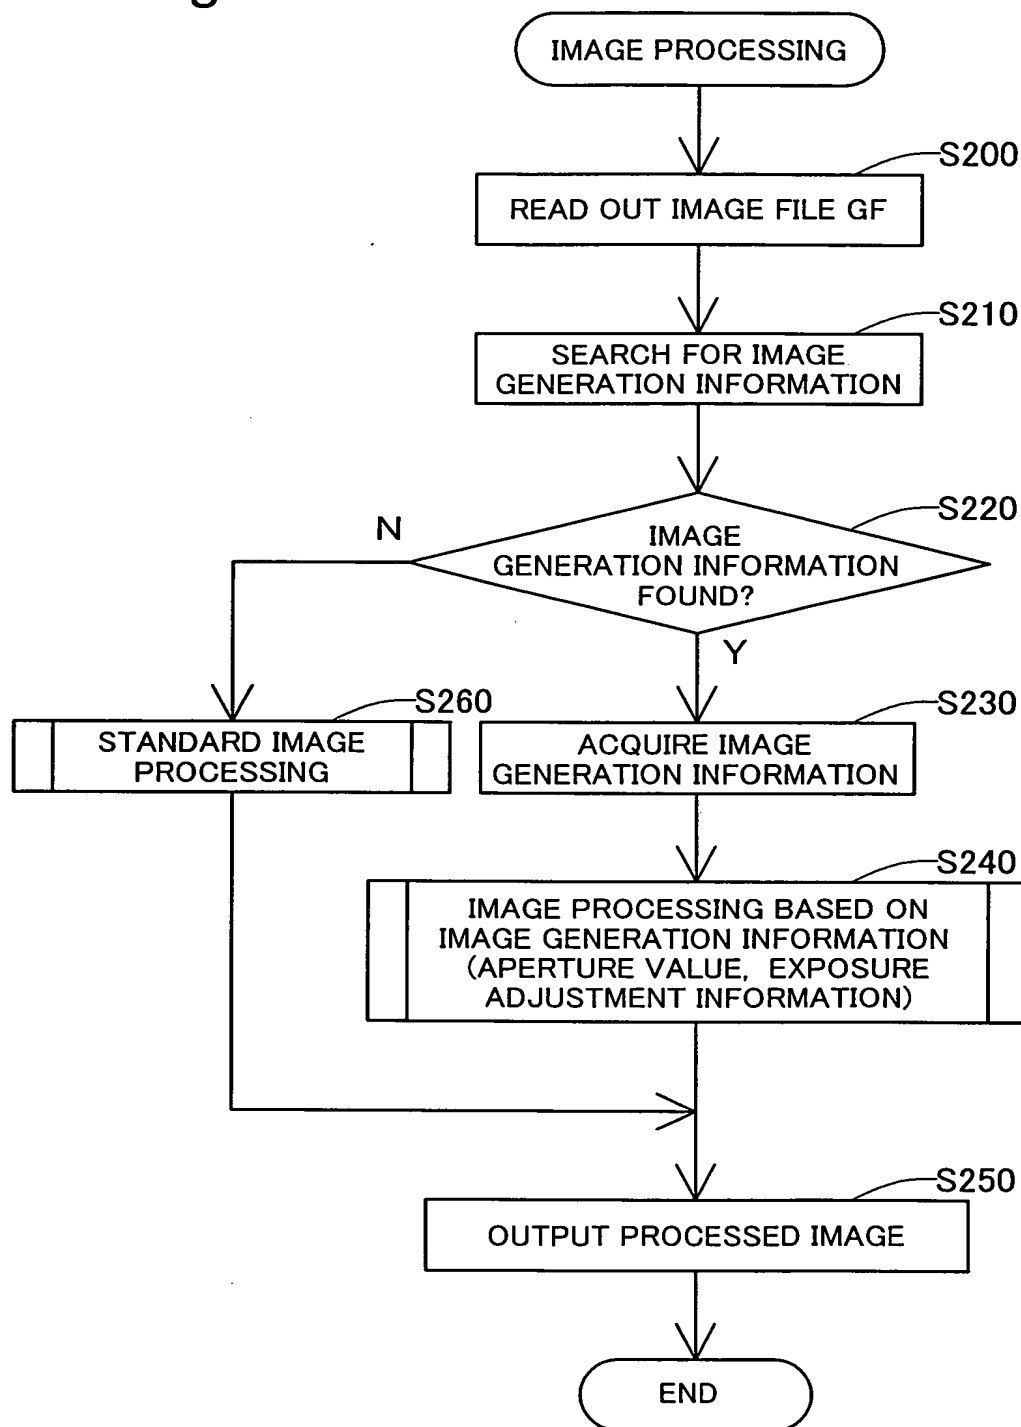 IMAGE PROCESSING
S200
READ OUT IMAGE FILE GF
S210
SEARCH FOR IMAGE
GENERATION INFORMATION
S220
N
IMAGE
GENERATION INFORMATION
FOUND?
Y
S260
STANDARD IMAGE
PROCESSING
S230
ACQUIRE IMAGE
GENERATION INFORMATION
S240
IMAGE PROCESSING BASED ON
IMAGE GENERATION INFORMATION
(APERTURE VALUE, EXPOSURE
ADJUSTMENT INFORMATION)
S250
OUTPUT PROCESSED IMAGE
END